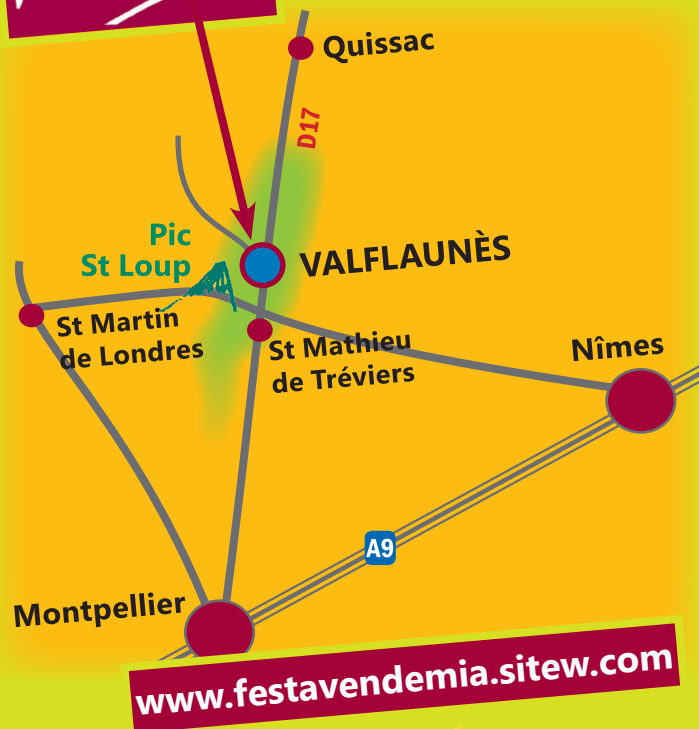 Quissac
D17
Pic
St Loup
VALFLAUNÈS
St Martin
de Londres
St Mathieu
de Tréviers
Nîmes
A9
Montpellier
www.festavendemia.sitew.com